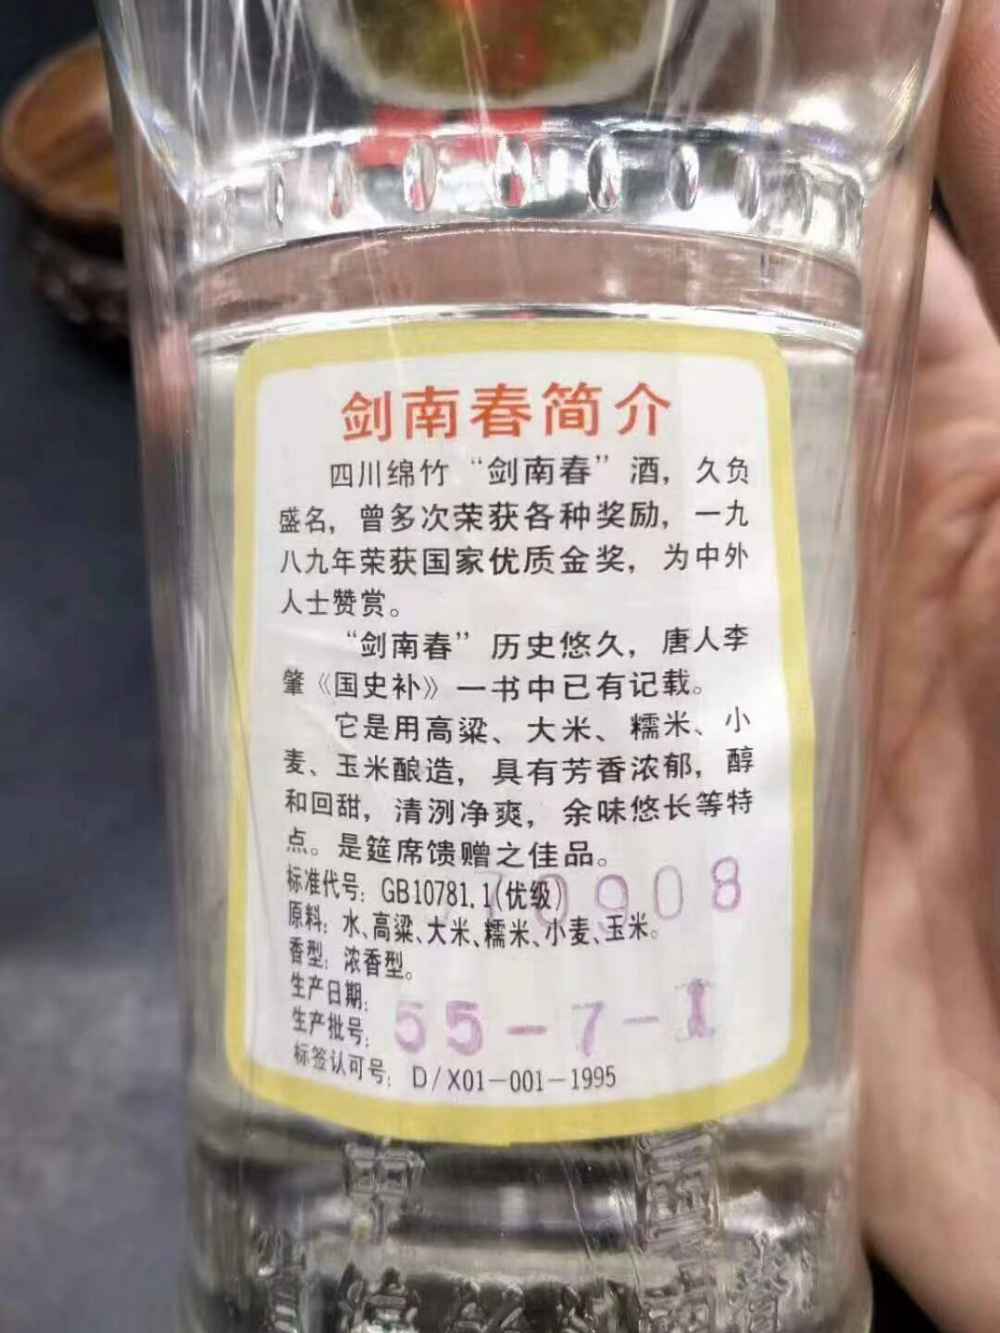 剑南春简介
四川绵竹“剑南春”酒，久负
盛名，曾多次荣获各种奖励，一九
八九年荣获国家优质金奖，为中外
人士赞赏。
“剑南春”历史悠久，唐人李
肇《国史补》一书中已有记载。
它是用高粱、大米、糯米、小
麦、玉米酿造，具有芳香浓郁，醇
和回甜，清洌净爽，余味悠长等特
点。是筵席馈赠之佳品。
标准代号：GB10781.1(优级)
原料：水、高粱、大米、糯米、小麦、玉米。
香型：浓香型。
生产日期：
970908
生产批号：
55-7-1
标签认可号：D/X01-001-1995